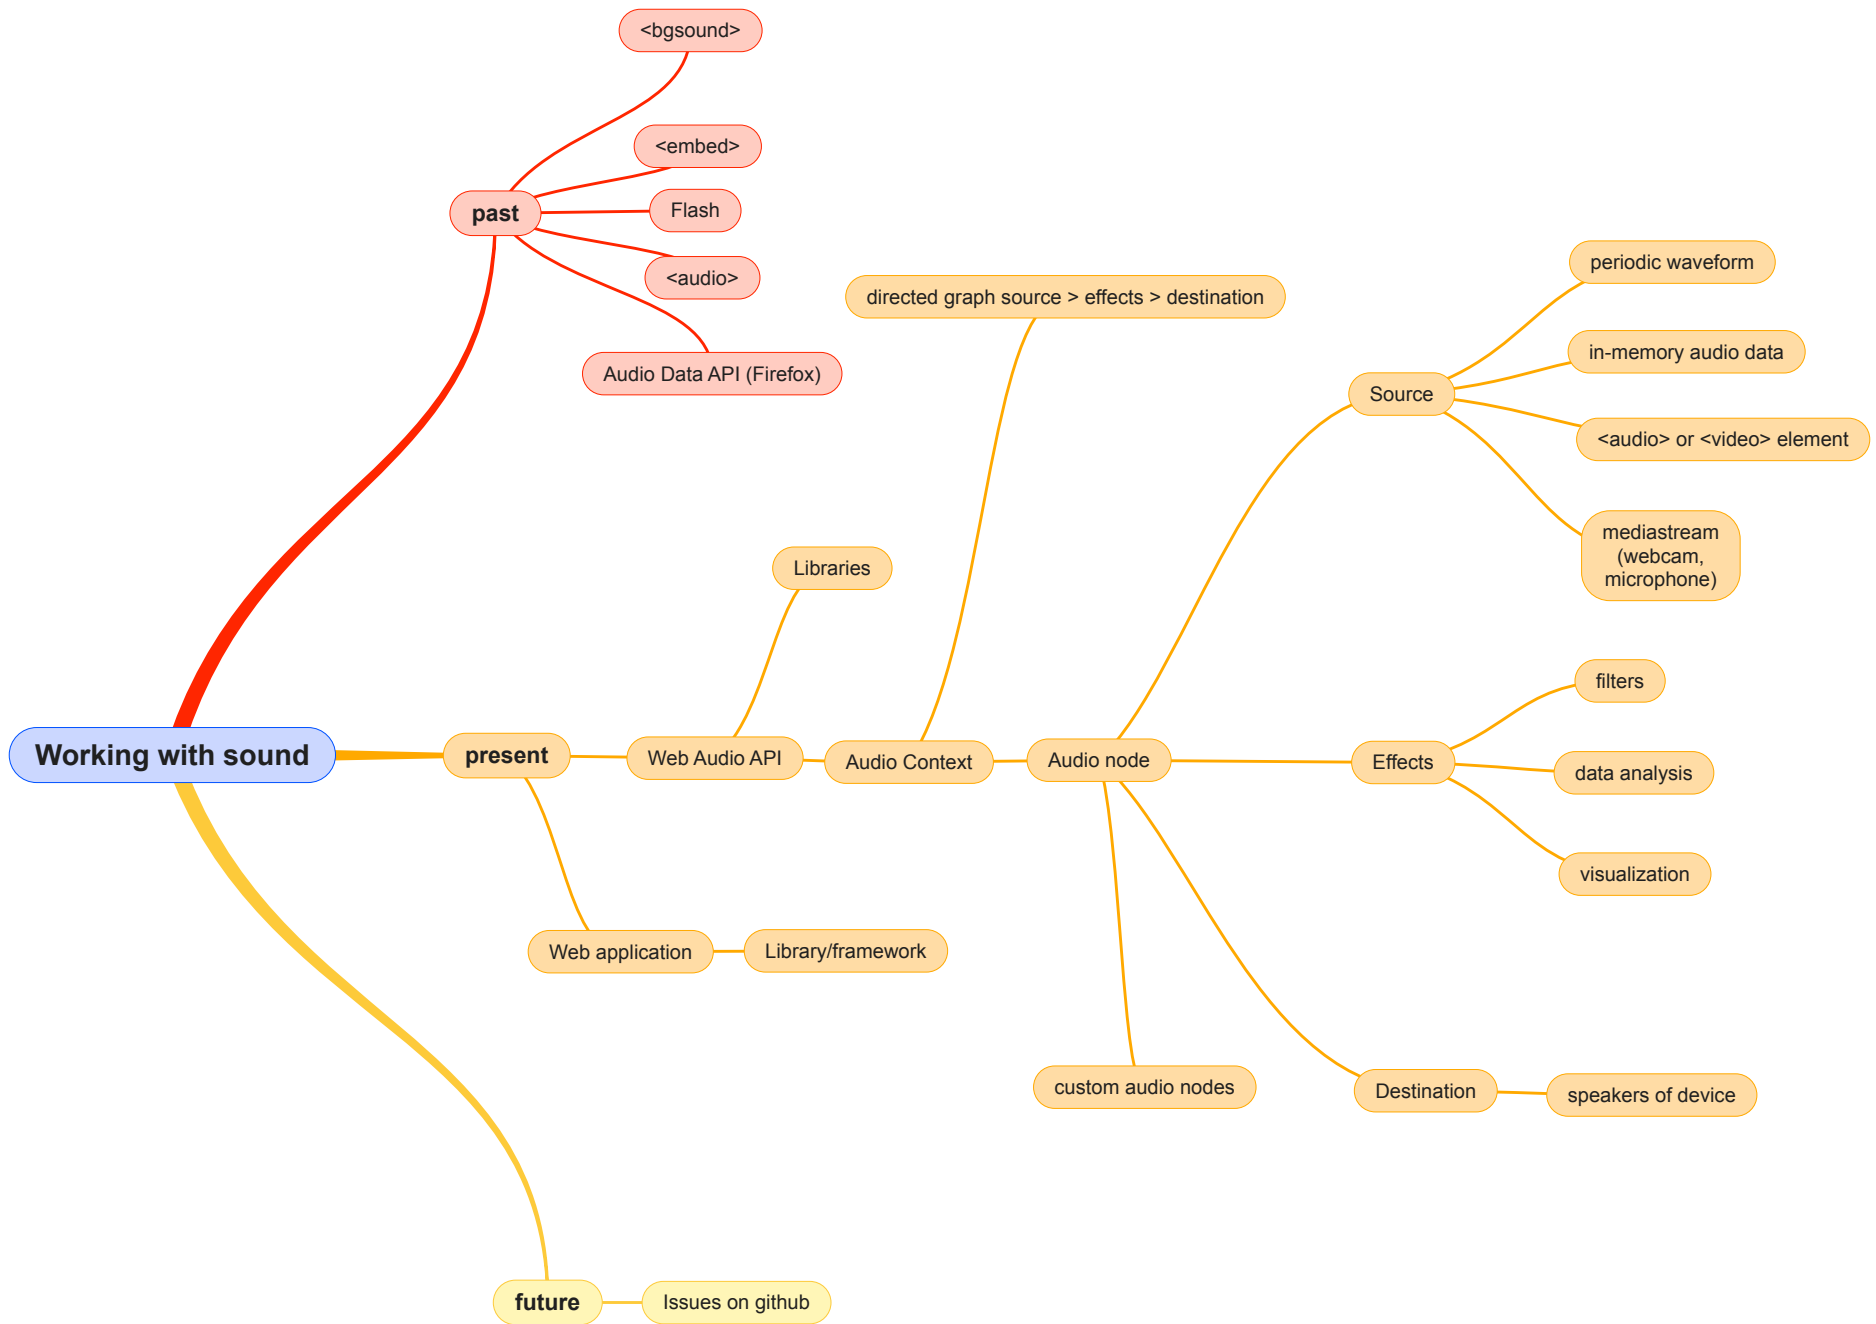 <bgsound>
<embed>
past
Flash
<audio>
Audio Data API (Firefox)
directed graph source > effects > destination
periodic waveform
in-memory audio data
Source
<audio> or <video> element
mediastream
(webcam,
microphone)
Libraries
filters
Working with sound
present
Web Audio API
Audio Context
Audio node
Effects
data analysis
visualization
Web application
Library/framework
custom audio nodes
Destination
speakers of device
future
Issues on github